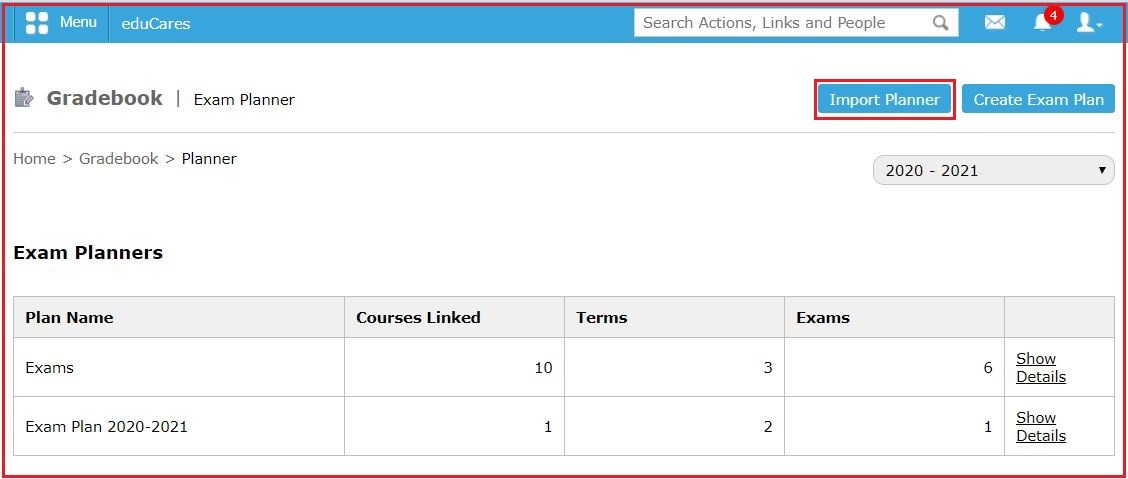 Menu eduCares Search Actions, Links and People 4
Gradebook | Exam Planner Import Planner Create Exam Plan
Home > Gradebook > Planner
2020 - 2021
Exam Planners
Plan Name Courses Linked Terms Exams
Exams 10 3 6 Show
Details
Exam Plan 2020-2021 1 2 1 Show
Details